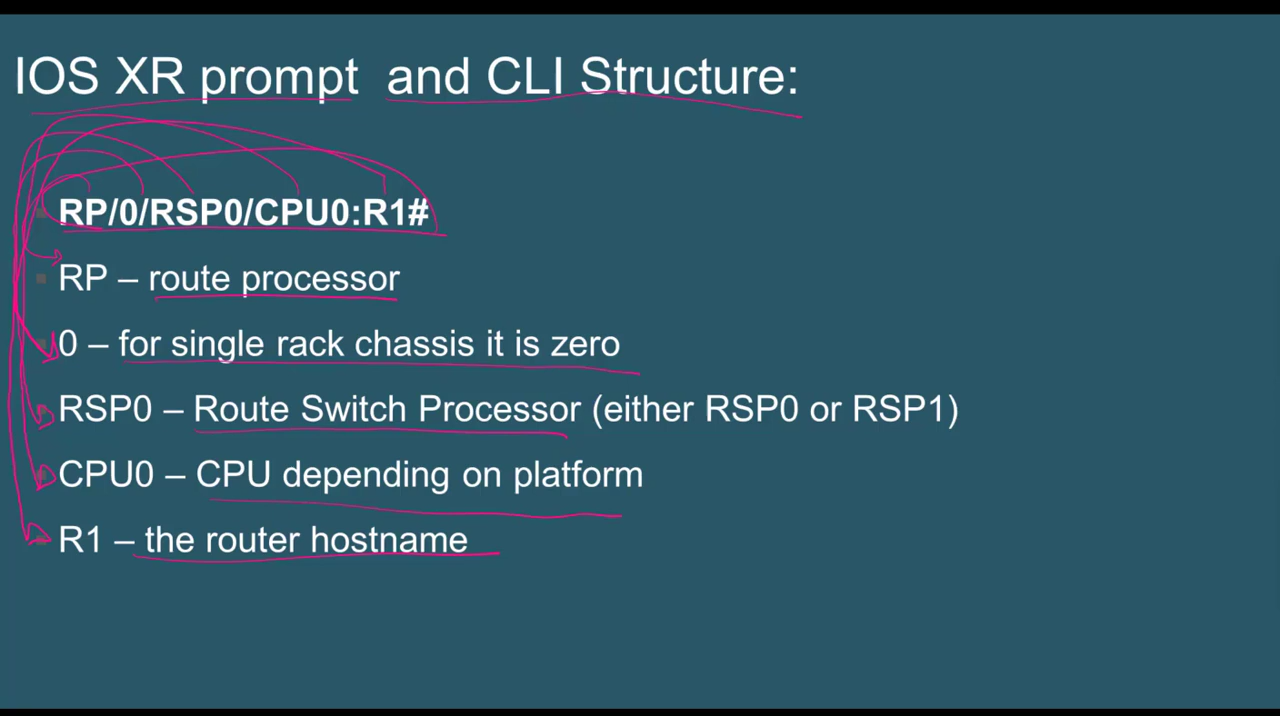 IOS XR prompt and CLI Structure:
RP/0/RSP0/CPU0:R1#
RP – route processor
0 – for single rack chassis it is zero
RSP0 – Route Switch Processor (either RSP0 or RSP1)
CPU0 – CPU depending on platform
R1 – the router hostname